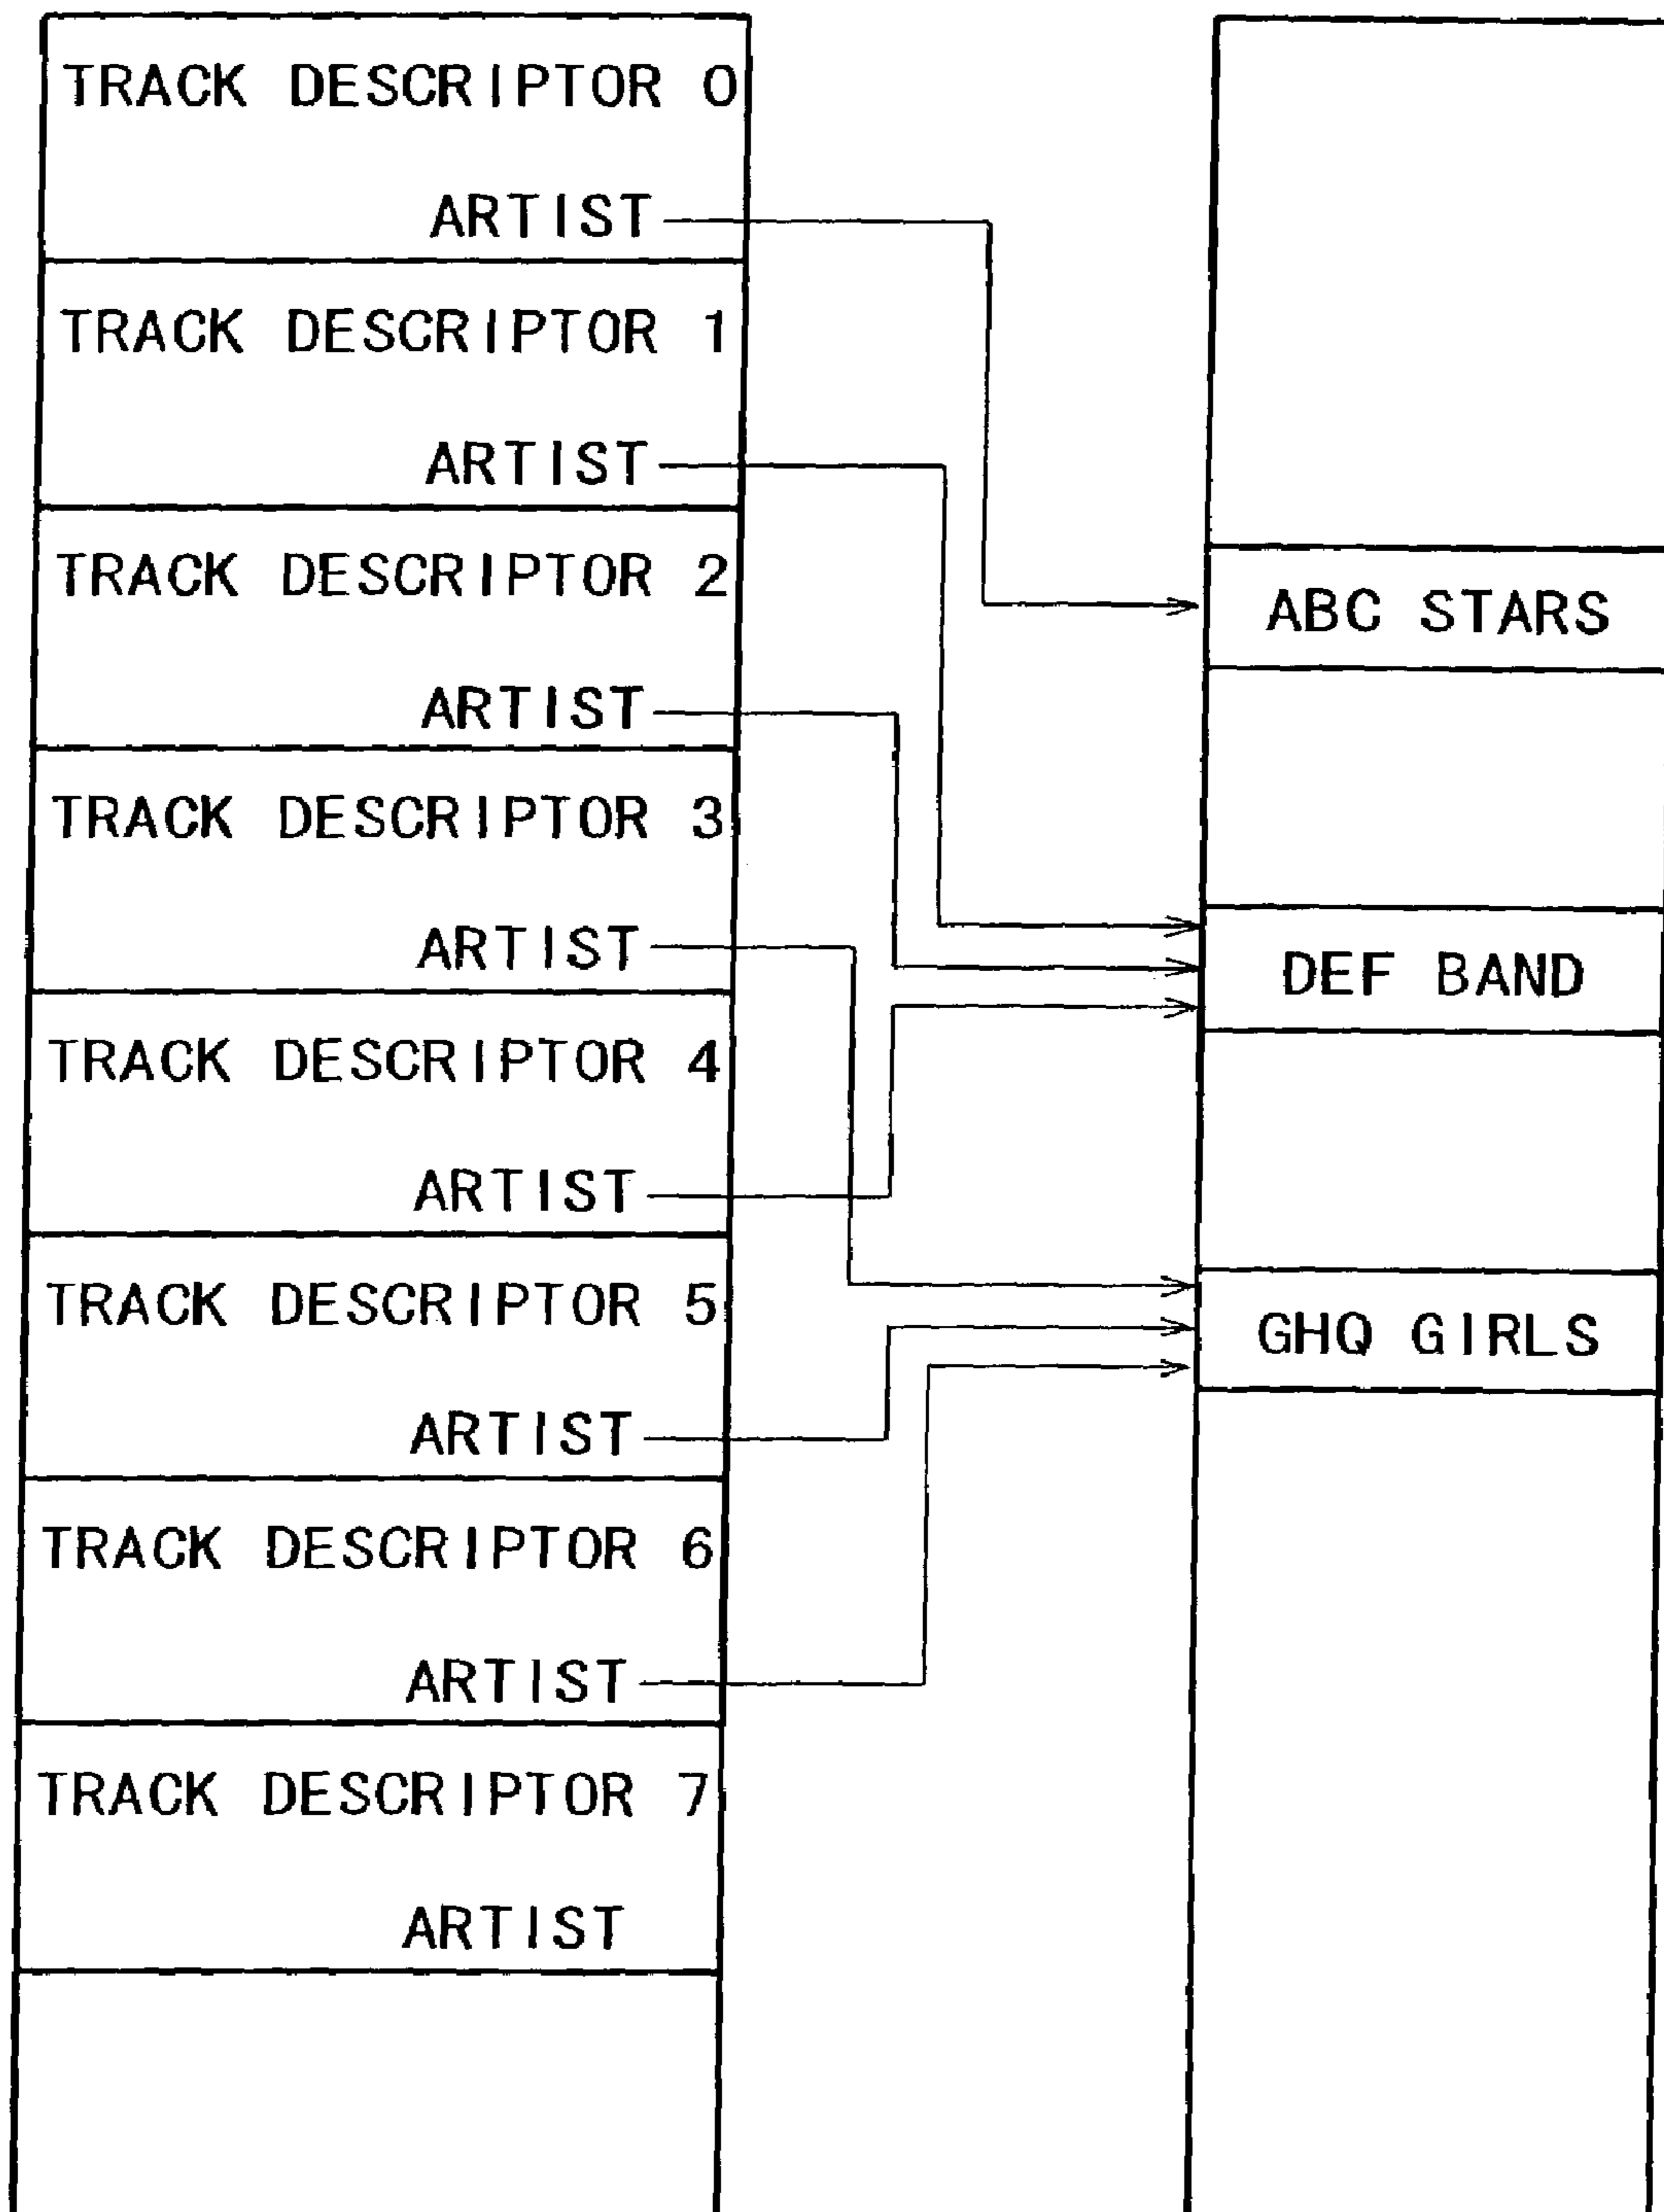 TRACK DESCRIPTOR 0
ARTIST
TRACK DESCRIPTOR 1
ARTIST
TRACK DESCRIPTOR 2
ARTIST
TRACK DESCRIPTOR 3
ARTIST
TRACK DESCRIPTOR 4
ARTIST
TRACK DESCRIPTOR 5
ARTIST
TRACK DESCRIPTOR 6
ARTIST
TRACK DESCRIPTOR 7
ARTIST
ABC STARS
DEF BAND
GHQ GIRLS